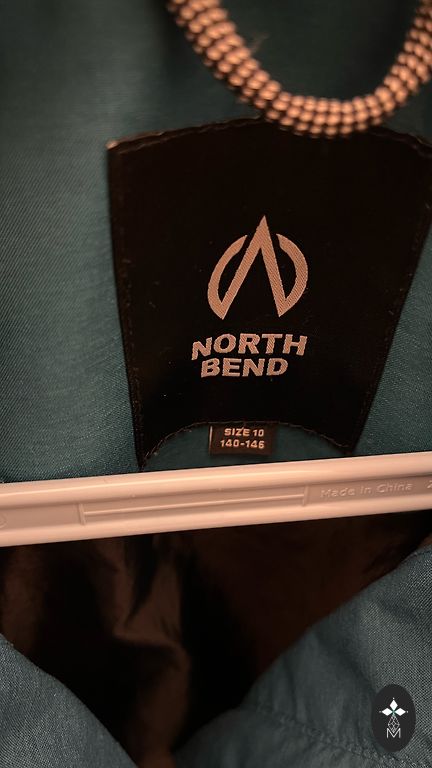 NORTH
BEND
SIZE 10
140-146
Made in China